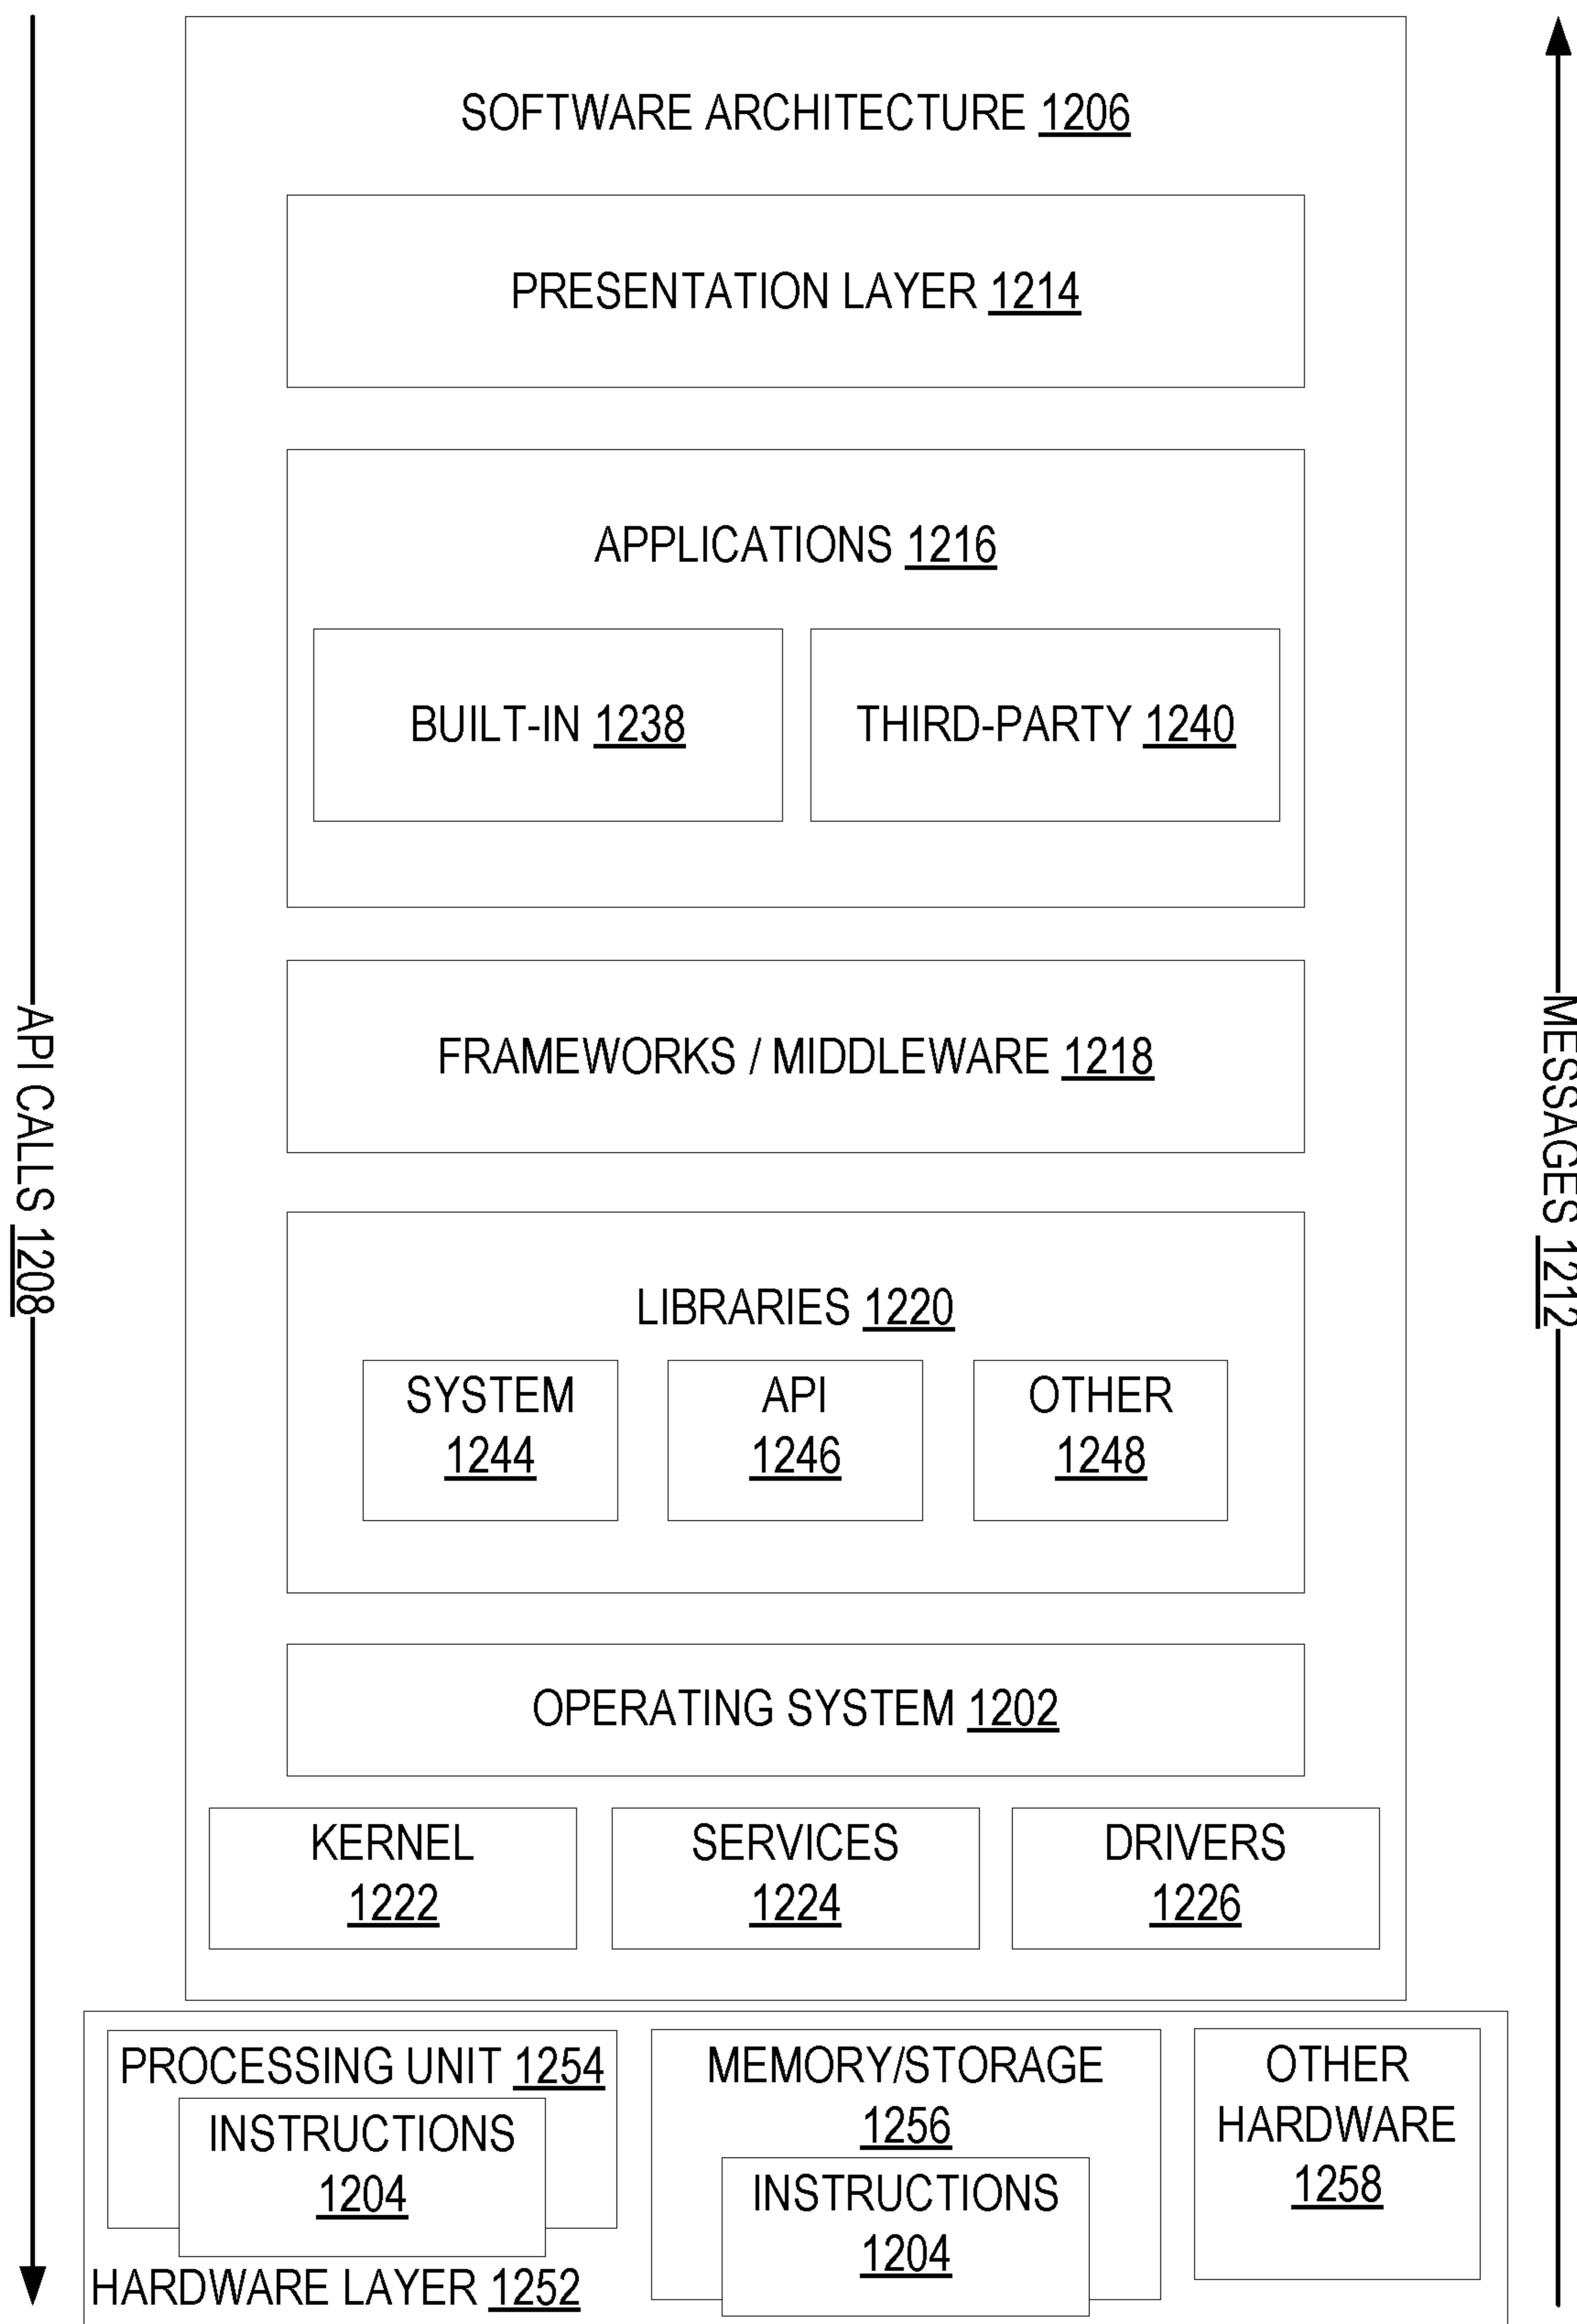 SOFTWARE ARCHITECTURE 1206
PRESENTATION LAYER 1214
APPLICATIONS 1216
BUILT-IN 1238
THIRD-PARTY 1240
FRAMEWORKS / MIDDLEWARE 1218
API CALLS 1208
MESSAGES 1212
LIBRARIES 1220
SYSTEM
1244
API
1246
OTHER
1248
OPERATING SYSTEM 1202
KERNEL
1222
SERVICES
1224
DRIVERS
1226
PROCESSING UNIT 1254
INSTRUCTIONS
1204
MEMORY/STORAGE
1256
INSTRUCTIONS
1204
OTHER
HARDWARE
1258
HARDWARE LAYER 1252